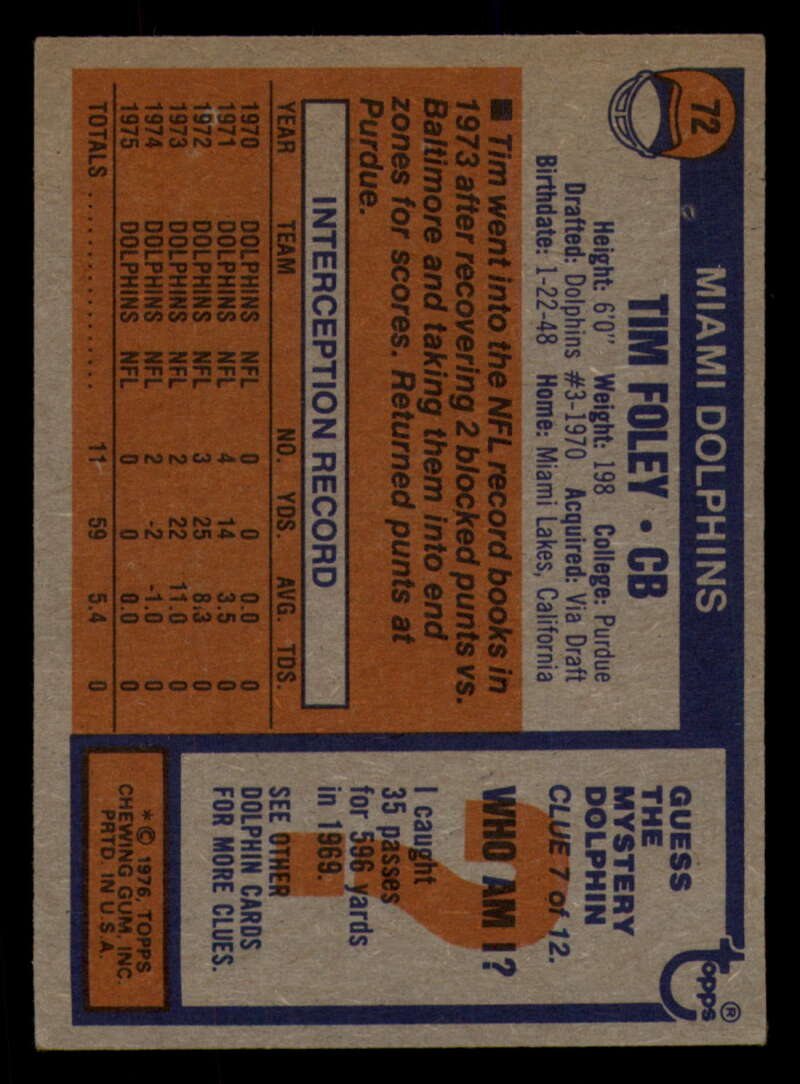 72
MIAMI DOLPHINS
TIM FOLEY • CB
Height: 6'0" Weight: 198 College: Purdue
Drafted: Dolphins #3-1970 Acquired: Via Draft
Birthdate: 1-22-48 Home: Miami Lakes, California
■ Tim went into the NFL record books in
1973 after recovering 2 blocked punts vs.
Baltimore and taking them into end
zones for scores. Returned punts at
Purdue.
INTERCEPTION RECORD
YEAR TEAM NO. YDS. AVG. TDS.
1970 DOLPHINS NFL 0 0 0.0 0
1971 DOLPHINS NFL 4 14 3.5 0
1972 DOLPHINS NFL 3 25 8.3 0
1973 DOLPHINS NFL 2 22 11.0 0
1974 DOLPHINS NFL 2 -2 -1.0 0
1975 DOLPHINS NFL 0 0 0.0 0
TOTALS .................. 11 59 5.4 0
topps®
GUESS
THE
MYSTERY
DOLPHIN
CLUE 7 of 12.
?
WHO AM I?
I caught
35 passes
for 596 yards
in 1969.
SEE OTHER
DOLPHIN CARDS
FOR MORE CLUES.
*© 1976, TOPPS
CHEWING GUM, INC.
PRTD. IN U.S.A.